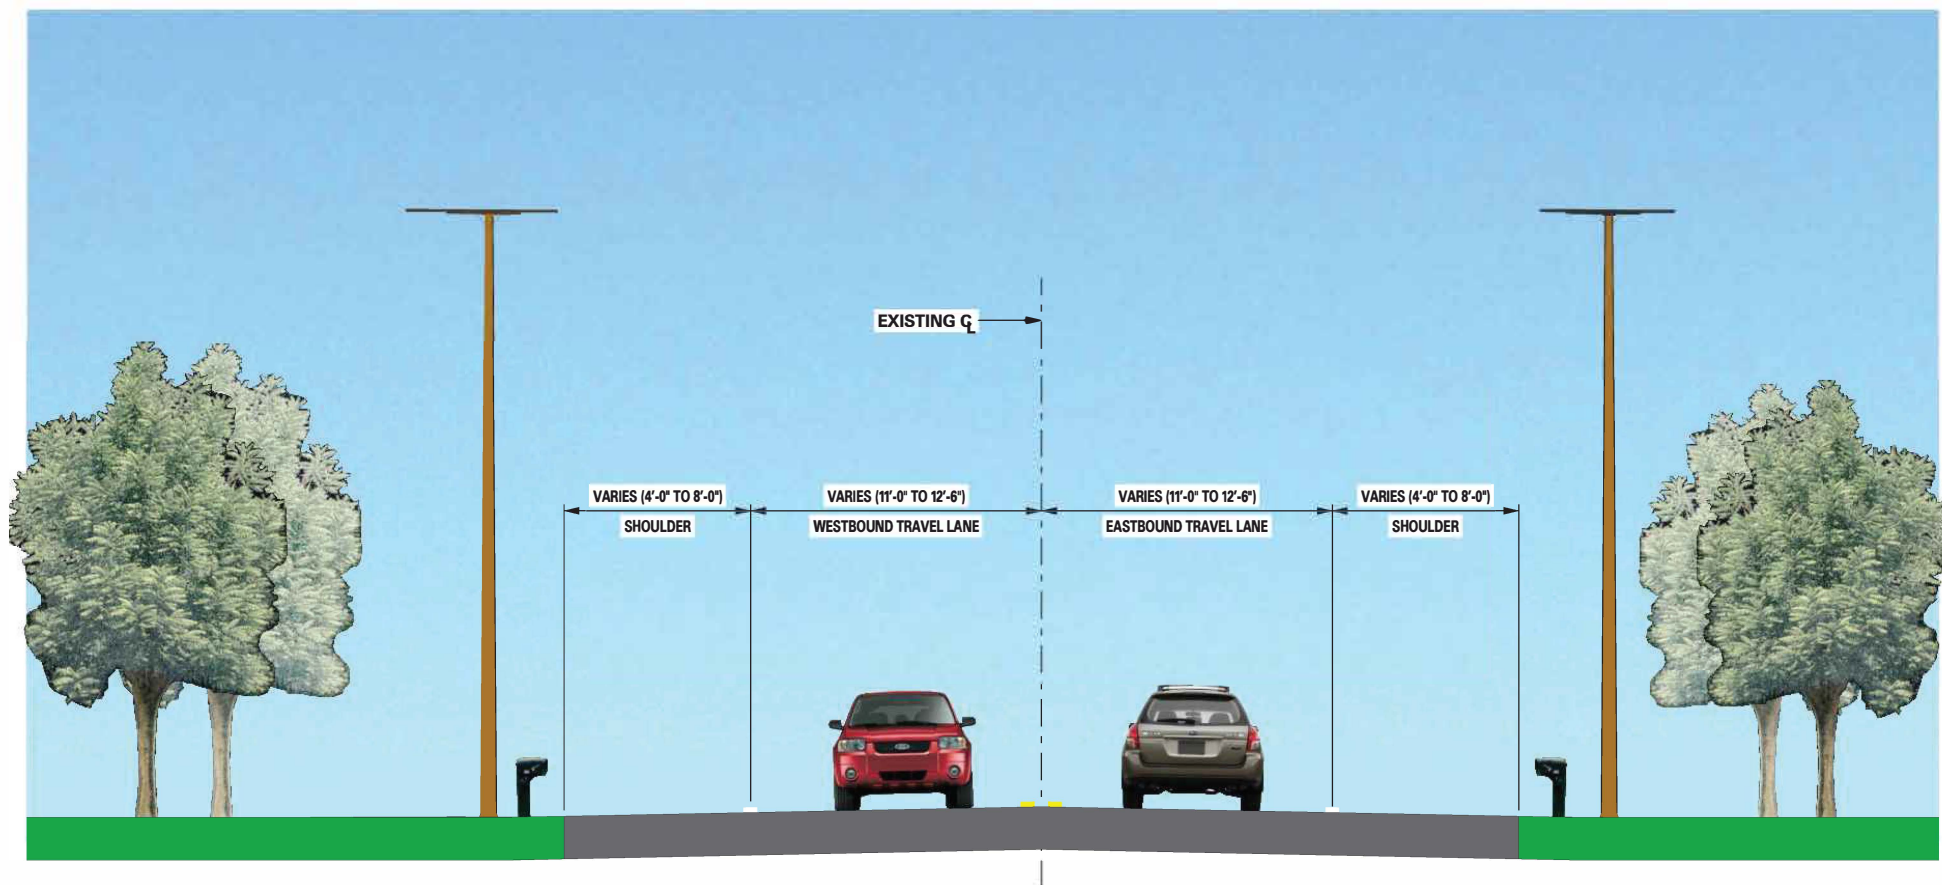 EXISTING ℄
VARIES (4'-0" TO 8'-0")
SHOULDER
VARIES (11'-0" TO 12'-6")
WESTBOUND TRAVEL LANE
VARIES (11'-0" TO 12'-6")
EASTBOUND TRAVEL LANE
VARIES (4'-0" TO 8'-0")
SHOULDER